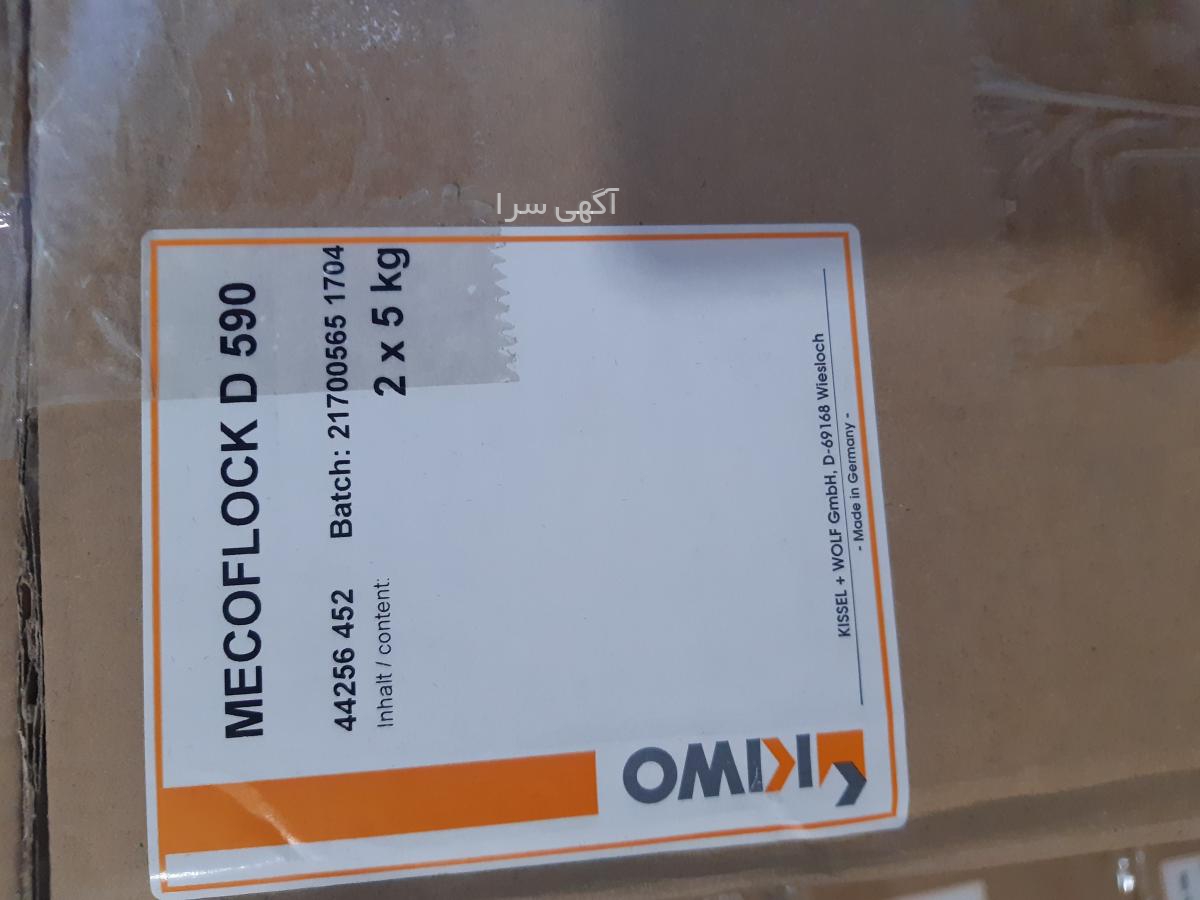 آگهی سرا
MECOFLOCK D 590
44256 452 Batch: 21700565 1704
Inhalt / content: 2 x 5 kg
KISSEL + WOLF GmbH, D-69168 Wiesloch
- Made in Germany -
KIWO